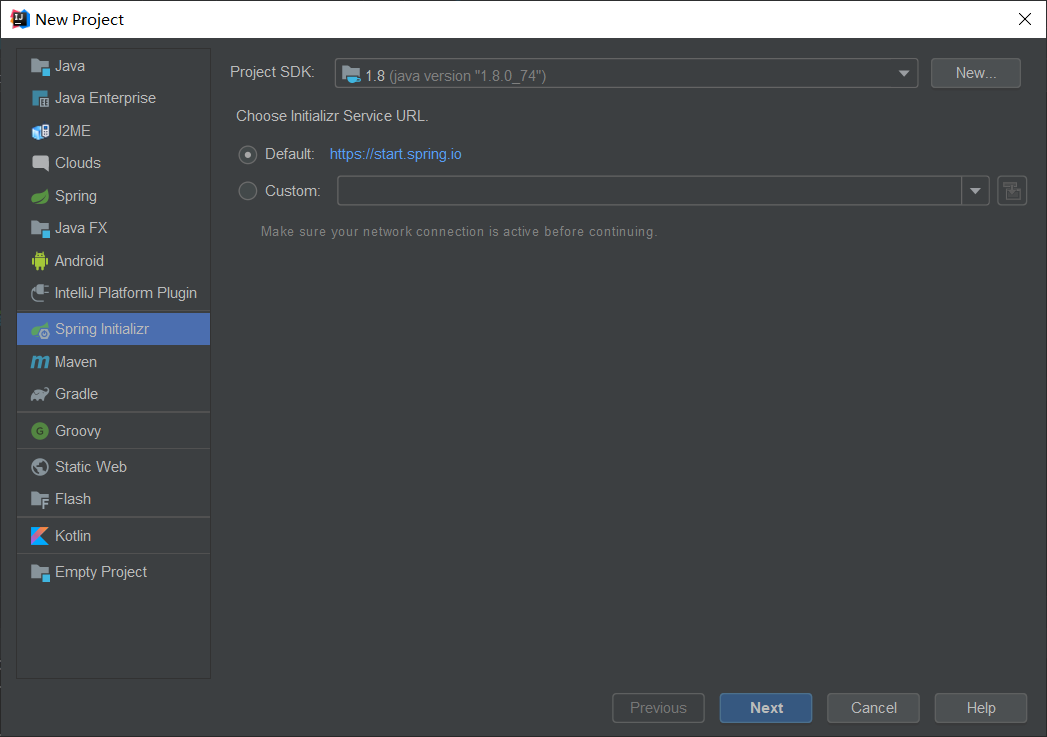 New Project
Java
Java Enterprise
J2ME
Clouds
Spring
Java FX
Android
IntelliJ Platform Plugin
Spring Initializr
Maven
Gradle
Groovy
Static Web
Flash
Kotlin
Empty Project
Project SDK: 1.8 (java version "1.8.0_74") New...
Choose Initializr Service URL.
Default: https://start.spring.io
Custom:
Make sure your network connection is active before continuing.
Previous Next Cancel Help